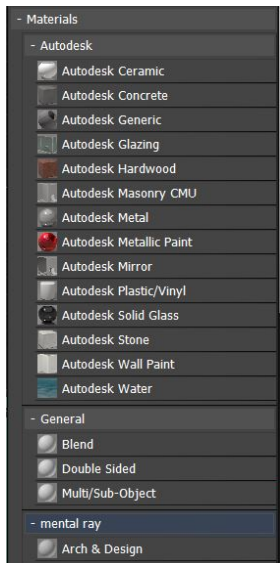 - Materials
- Autodesk
Autodesk Ceramic
Autodesk Concrete
Autodesk Generic
Autodesk Glazing
Autodesk Hardwood
Autodesk Masonry CMU
Autodesk Metal
Autodesk Metallic Paint
Autodesk Mirror
Autodesk Plastic/Vinyl
Autodesk Solid Glass
Autodesk Stone
Autodesk Wall Paint
Autodesk Water
- General
Blend
Double Sided
Multi/Sub-Object
- mental ray
Arch & Design